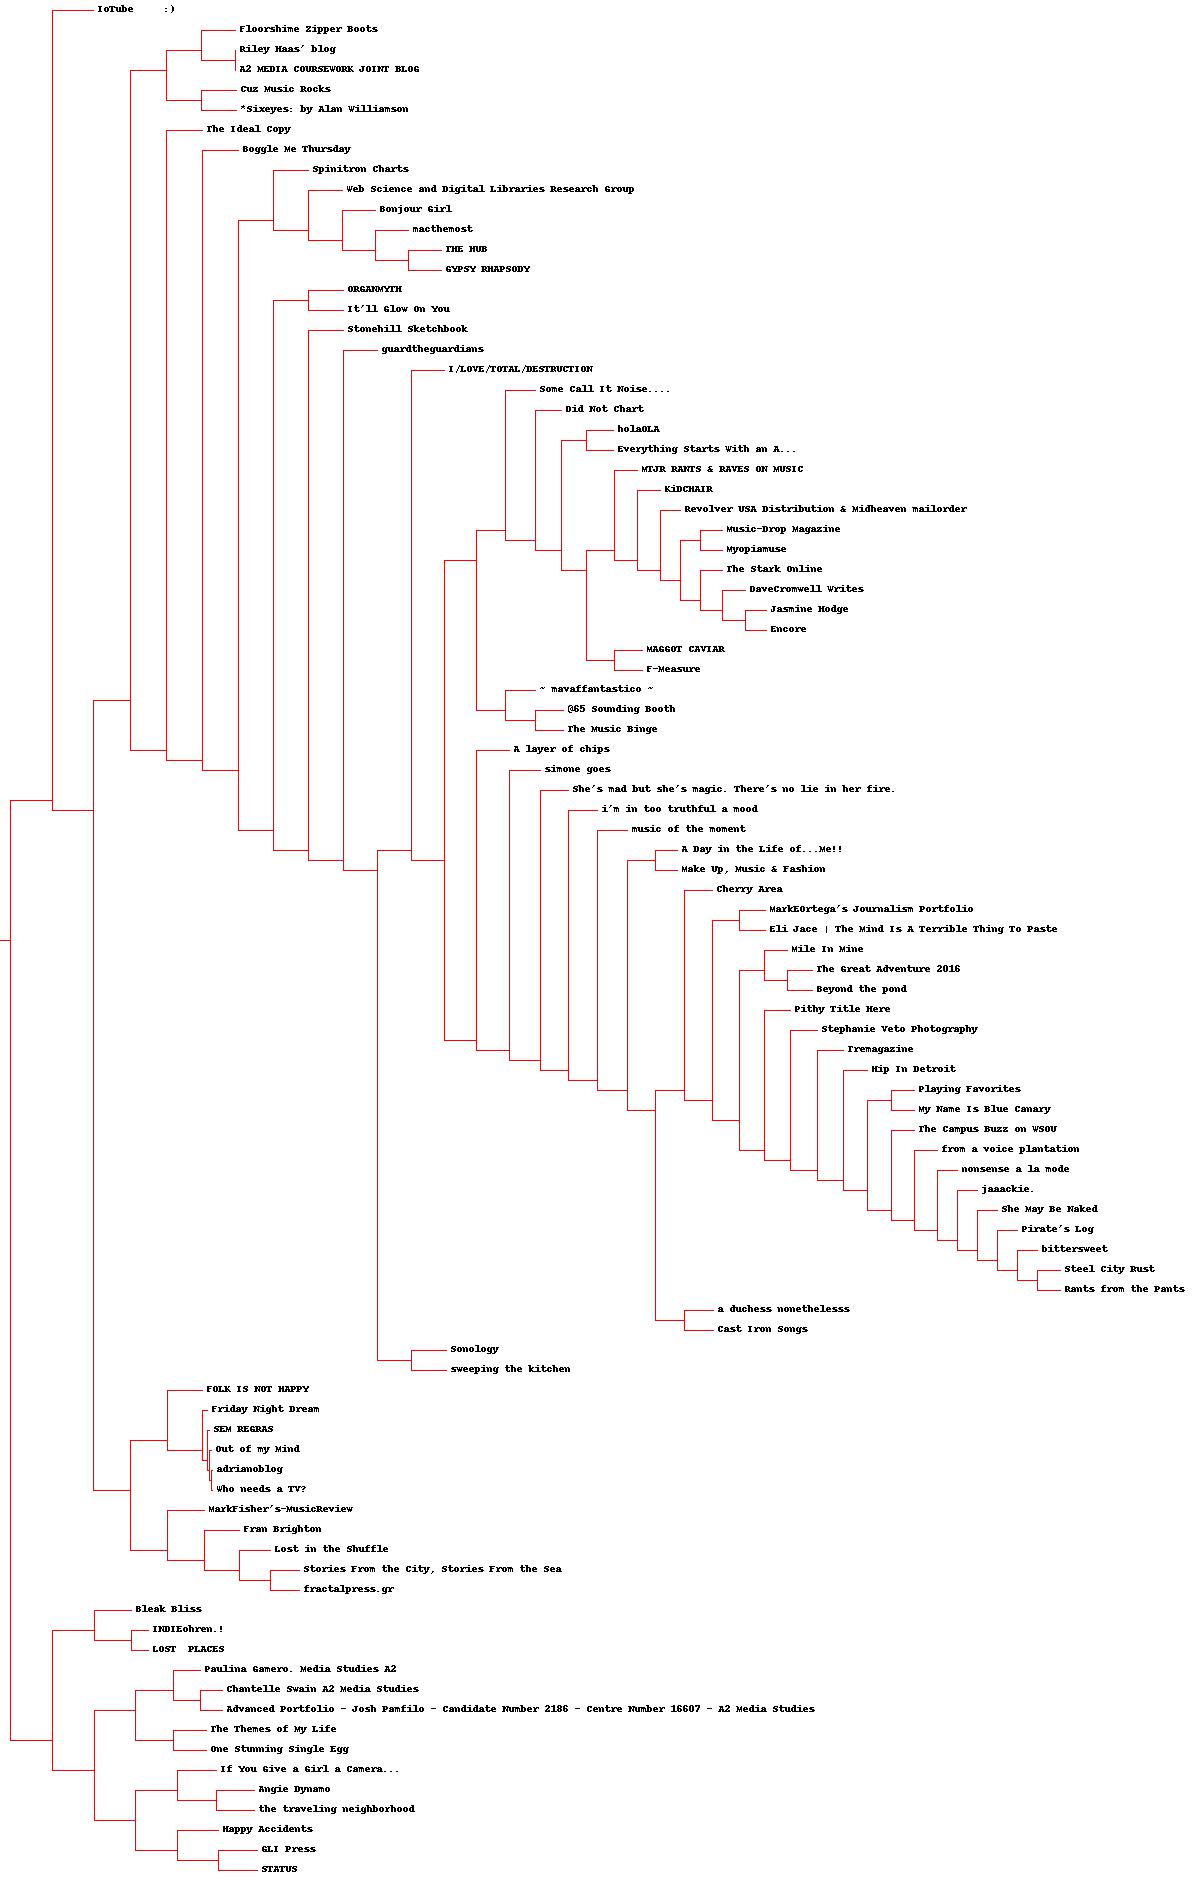 IoTube :)
Floorshime Zipper Boots
Riley Haas' blog
A2 MEDIA COURSEWORK JOINT BLOG
Cuz Music Rocks
*Sixeyes: by Alan Williamson
The Ideal Copy
Boggle Me Thursday
Spinitron Charts
Web Science and Digital Libraries Research Group
Bonjour Girl
macthemost
THE HUB
GYPSY RHAPSODY
ORGANMYTH
It'll Glow On You
Stonehill Sketchbook
guardtheguardians
I/LOVE/TOTAL/DESTRUCTION
Some Call It Noise....
Did Not Chart
holaOLA
Everything Starts With an A...
MTJR RANTS & RAVES ON MUSIC
KiDCHAIR
Revolver USA Distribution & Midheaven mailorder
Music-Drop Magazine
Myopiamuse
The Stark Online
DaveCromwell Writes
Jasmine Hodge
Encore
MAGGOT CAVIAR
F-Measure
~ mavaffantastico ~
@65 Sounding Booth
The Music Binge
A layer of chips
simone goes
She's mad but she's magic. There's no lie in her fire.
i'm in too truthful a mood
music of the moment
A Day in the Life of...Me!!
Make Up, Music & Fashion
Cherry Area
MarkEOrtega's Journalism Portfolio
Eli Jace | The Mind Is A Terrible Thing To Paste
Mile In Mine
The Great Adventure 2016
Beyond the pond
Pithy Title Here
Stephanie Veto Photography
Tremagazine
Hip In Detroit
Playing Favorites
My Name Is Blue Canary
The Campus Buzz on WSOU
from a voice plantation
nonsense a la mode
jaaackie.
She May Be Naked
Pirate's Log
bittersweet
Steel City Rust
Rants from the Pants
a duchess nonethelesss
Cast Iron Songs
Sonology
sweeping the kitchen
FOLK IS NOT HAPPY
Friday Night Dream
SEM REGRAS
Out of my Mind
adrianoblog
Who needs a TV?
MarkFisher's-MusicReview
Fran Brighton
Lost in the Shuffle
Stories From the City, Stories From the Sea
fractalpress.gr
Bleak Bliss
INDIEohren.!
LOST PLACES
Paulina Gamero. Media Studies A2
Chantelle Swain A2 Media Studies
Advanced Portfolio - Josh Pamfilo - Candidate Number 2186 - Centre Number 16607 - A2 Media Studies
The Themes of My Life
One Stunning Single Egg
If You Give a Girl a Camera...
Angie Dynamo
the traveling neighborhood
Happy Accidents
GLI Press
STATUS